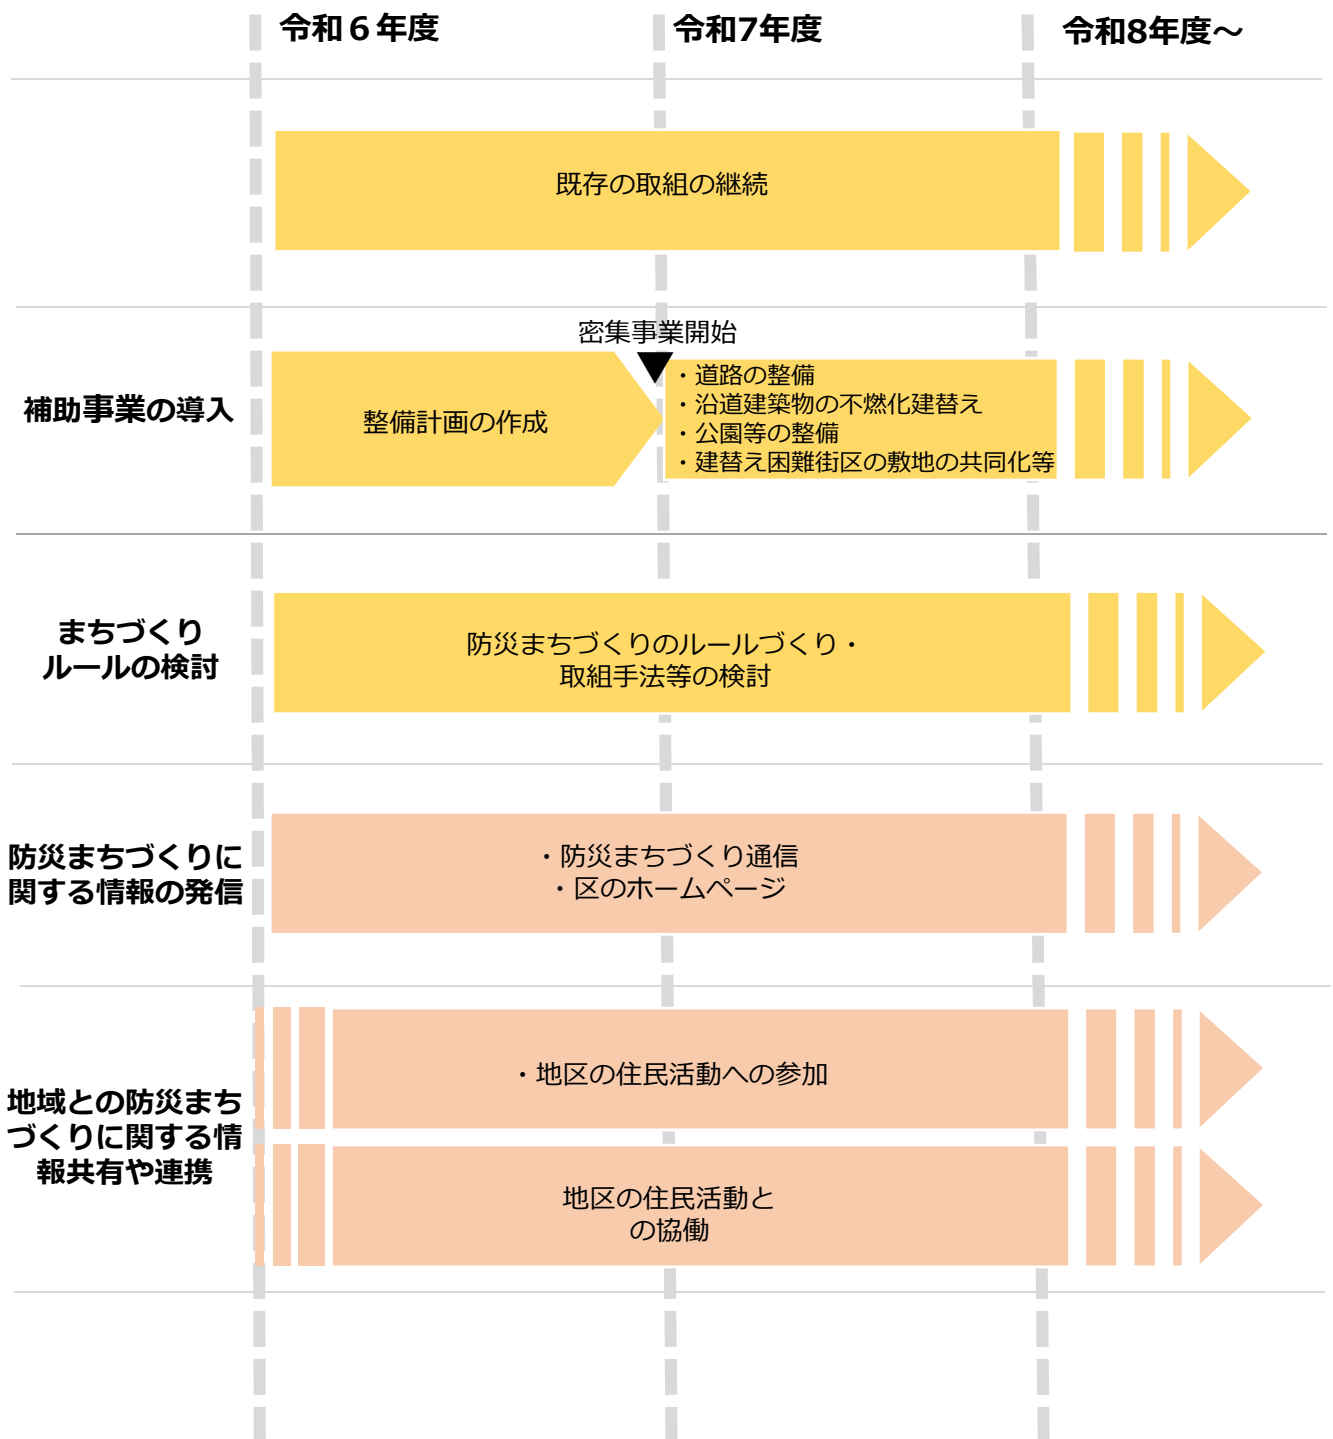 令和６年度
令和7年度
令和8年度～
既存の取組の継続
密集事業開始
補助事業の導入
整備計画の作成
・道路の整備
・沿道建築物の不燃化建替え
・公園等の整備
・建替え困難街区の敷地の共同化等
まちづくり
ルールの検討
防災まちづくりのルールづくり・
取組手法等の検討
防災まちづくりに
関する情報の発信
・防災まちづくり通信
・区のホームページ
地域との防災まち
づくりに関する情
報共有や連携
・地区の住民活動への参加
地区の住民活動と
の協働